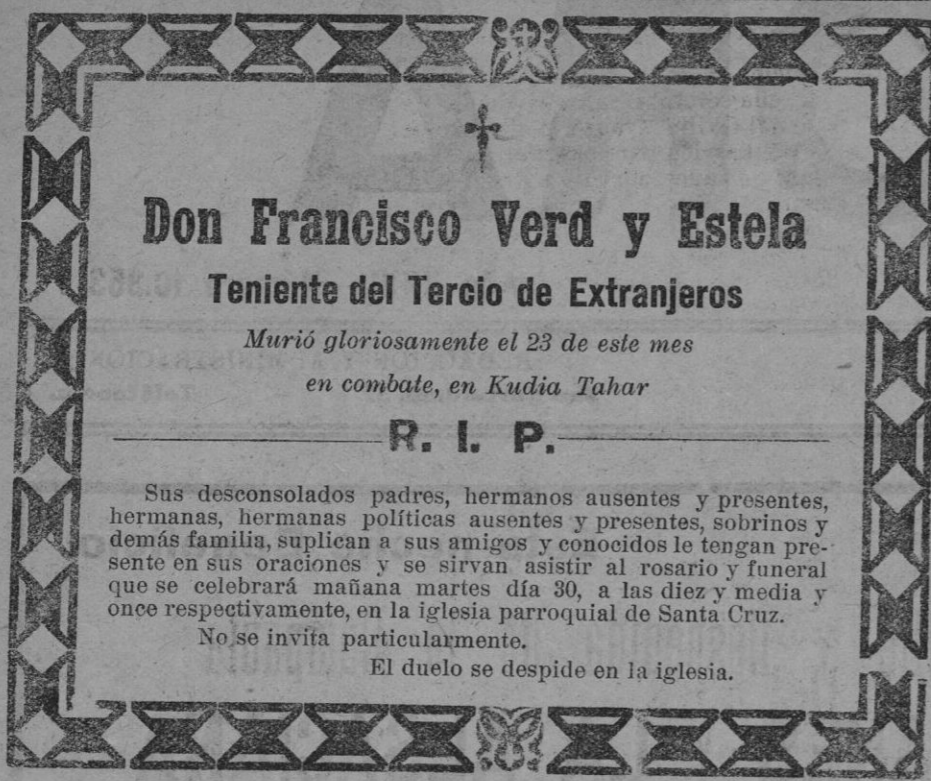 Don Francisco Verd y Estela
Teniente del Tercio de Extranjeros
Murió gloriosamente el 23 de este mes
en combate, en Kudia Tahar
R. I. P.
Sus desconsolados padres, hermanos ausentes y presentes,
hermanas, hermanas políticas ausentes y presentes, sobrinos y
demás familia, suplican a sus amigos y conocidos le tengan pre-
sente en sus oraciones y se sirvan asistir al rosario y funeral
que se celebrará mañana martes día 30, a las diez y media y
once respectivamente, en la iglesia parroquial de Santa Cruz.
No se invita particularmente.
El duelo se despide en la iglesia.